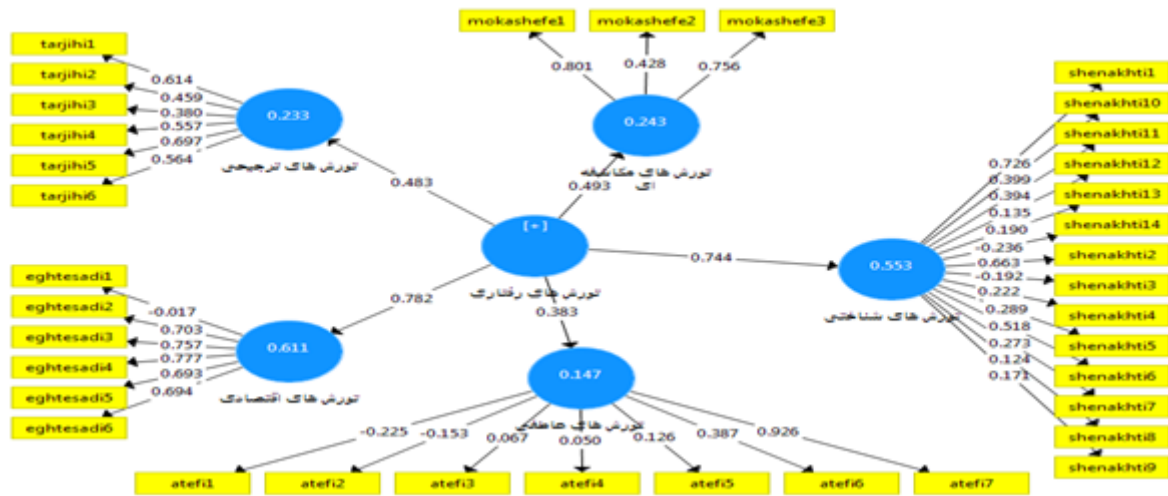 mokashefe1 mokashefe2 mokashefe3
0.801 0.428 0.756
0.243
تورش های مکاشفه
ای
tarjihi1
tarjihi2
tarjihi3
tarjihi4
tarjihi5
tarjihi6
0.614
0.459
0.380
0.557
0.697
0.564
0.233
تورش های ترجیحی
0.483
0.493
[+]
تورش های رفتاری
0.744
0.782
0.383
shenakhti1
shenakhti10
shenakhti11
shenakhti12
shenakhti13
shenakhti14
shenakhti2
shenakhti3
shenakhti4
shenakhti5
shenakhti6
shenakhti7
shenakhti8
shenakhti9
0.726
0.399
0.394
0.135
0.190
-0.236
0.663
-0.192
0.222
0.289
0.518
0.273
0.124
0.171
0.553
تورش های شناختی
eghtesadi1
eghtesadi2
eghtesadi3
eghtesadi4
eghtesadi5
eghtesadi6
-0.017
0.703
0.757
0.777
0.693
0.694
0.611
تورش های اقتصادی
0.147
تورش های عاطفی
-0.225 -0.153 0.067 0.050 0.126 0.387 0.926
atefi1 atefi2 atefi3 atefi4 atefi5 atefi6 atefi7